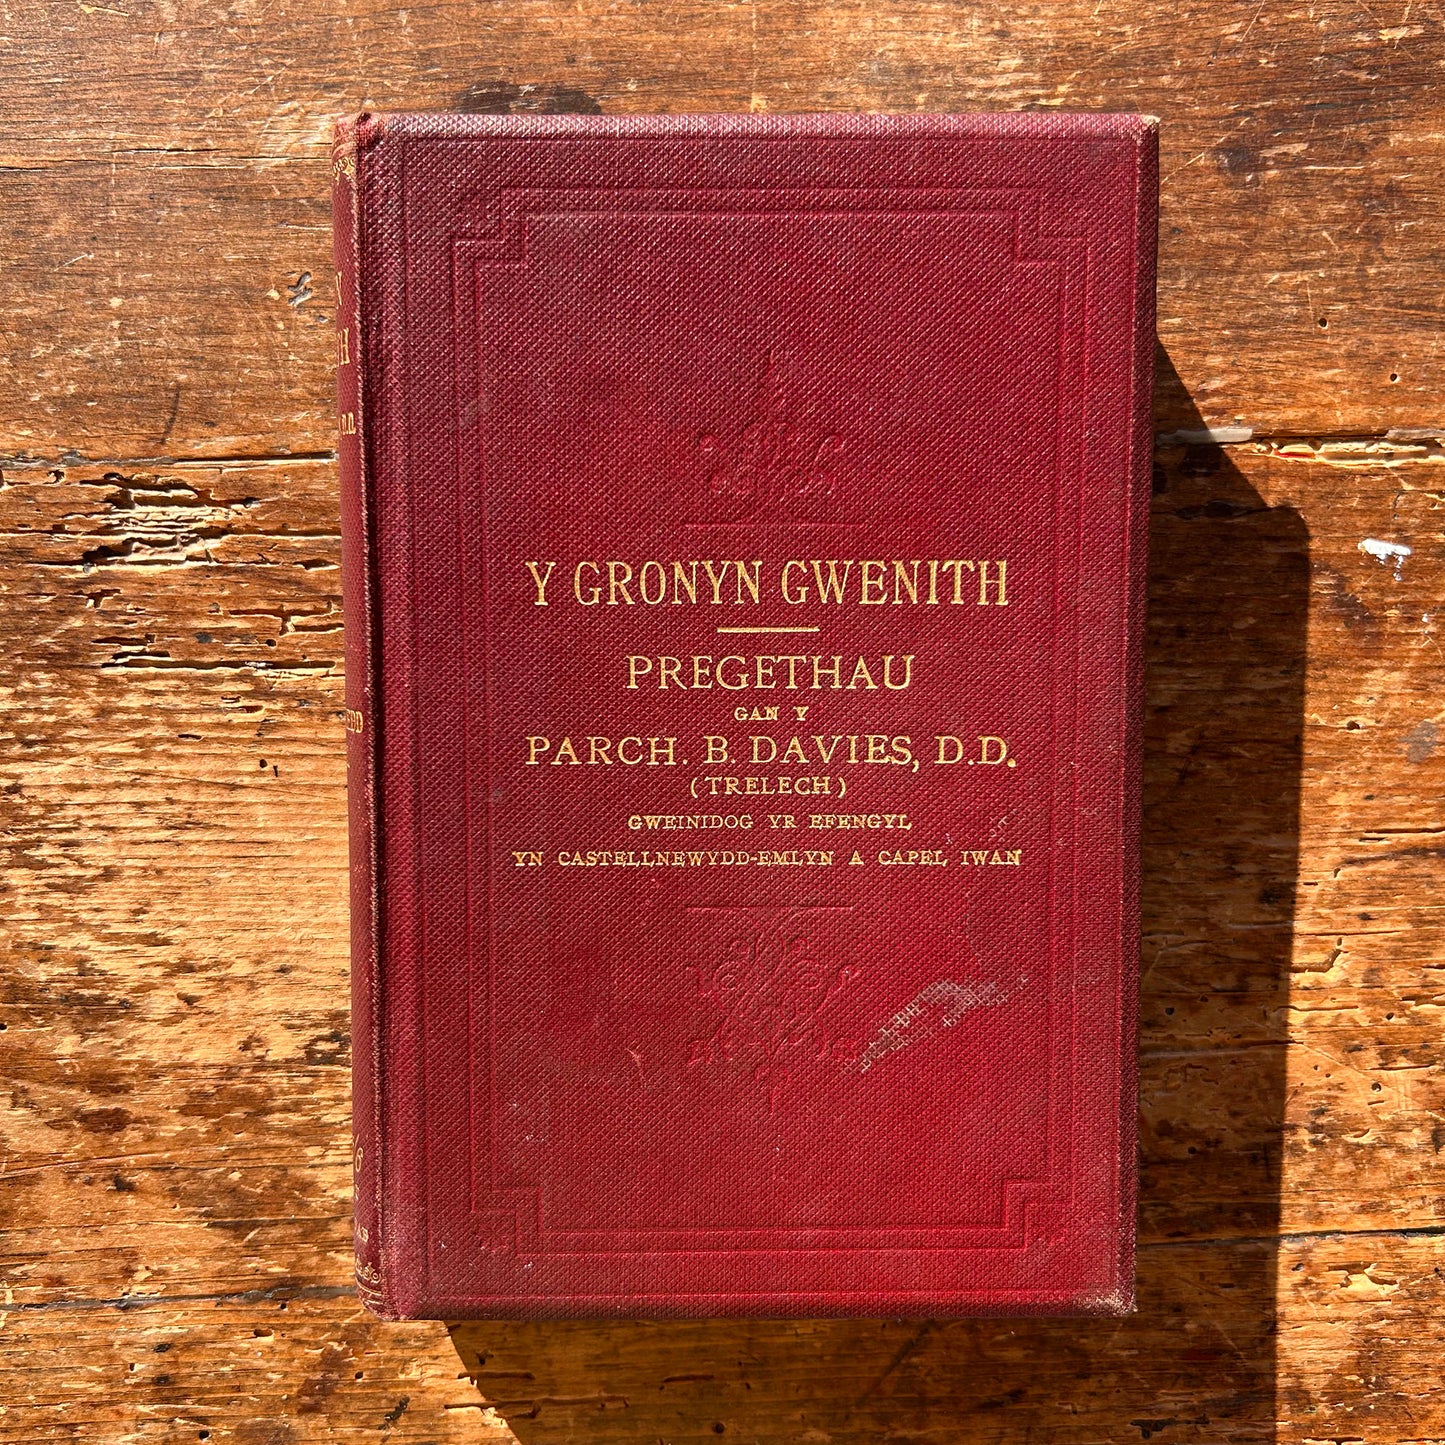 Y GRONYN GWENITH
PREGETHAU
GAN Y
PARCH. B. DAVIES, D.D.
(TRELECH)
GWEINIDOG YR EFENGYL
YN CASTELLNEWYDD-EMLYN A CAPEL IWAN